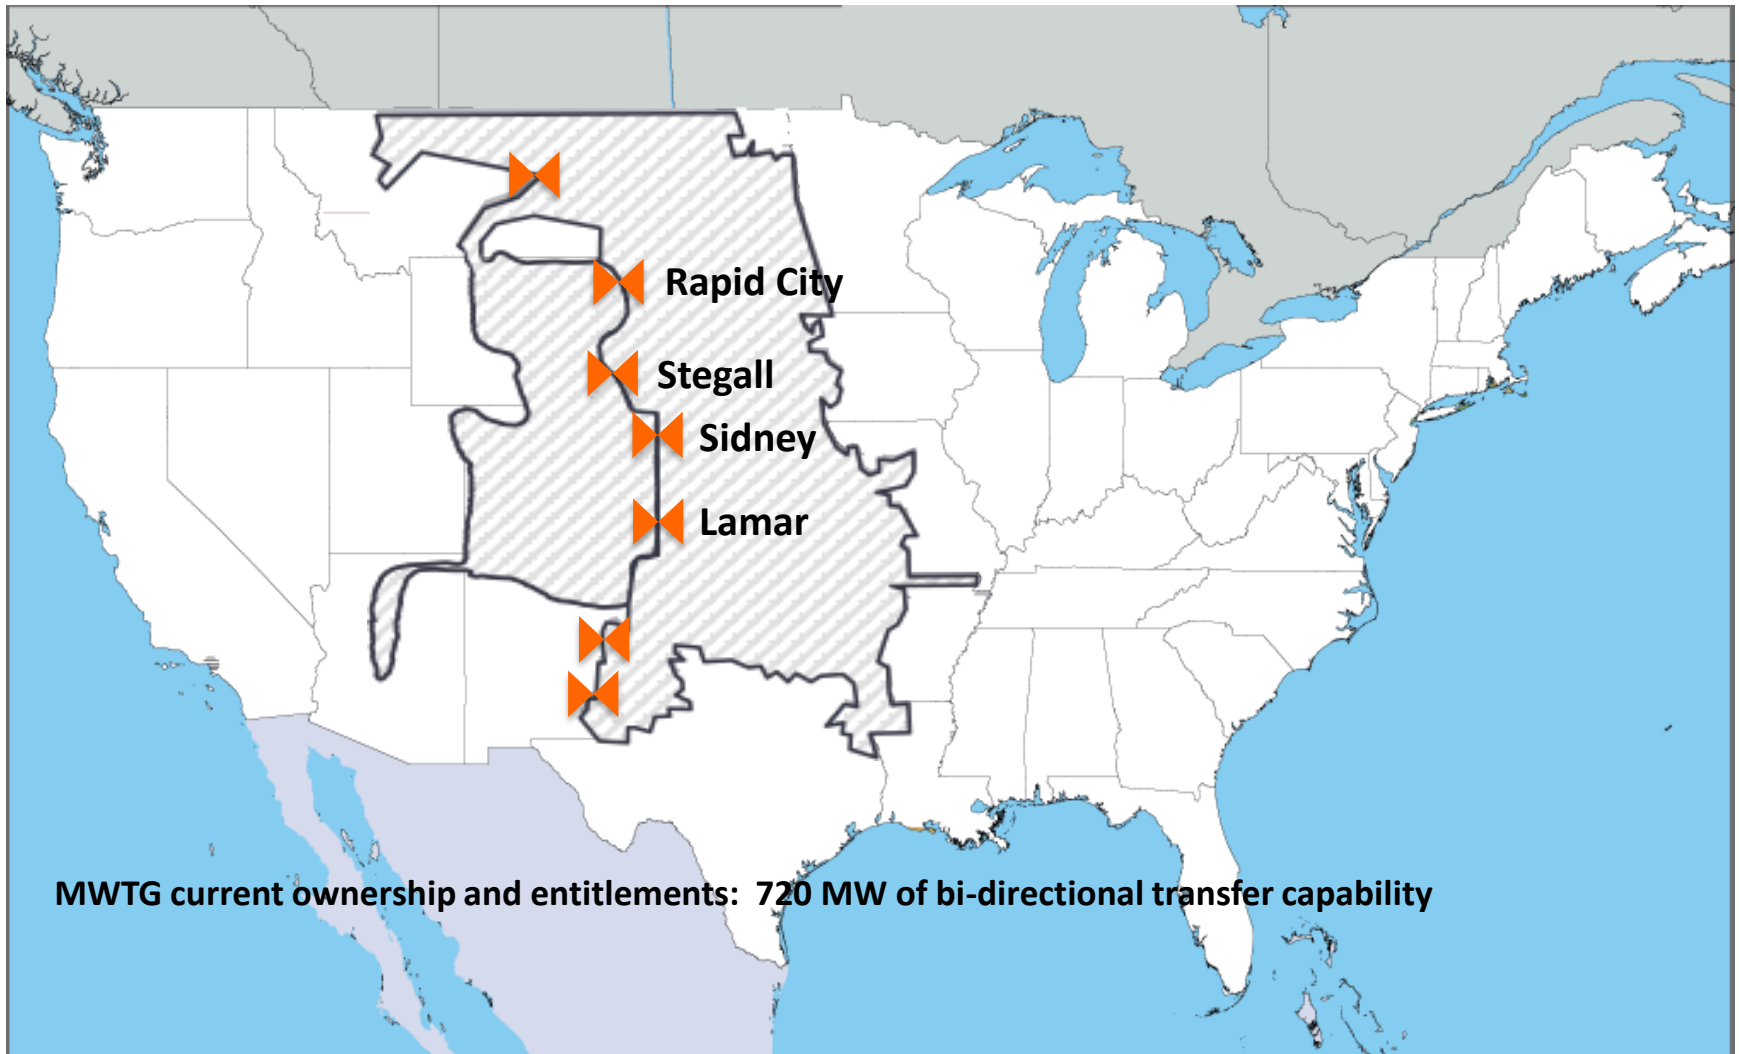 Rapid City
Stegall
Sidney
Lamar
MWTG current ownership and entitlements:  720 MW of bi-directional transfer capability